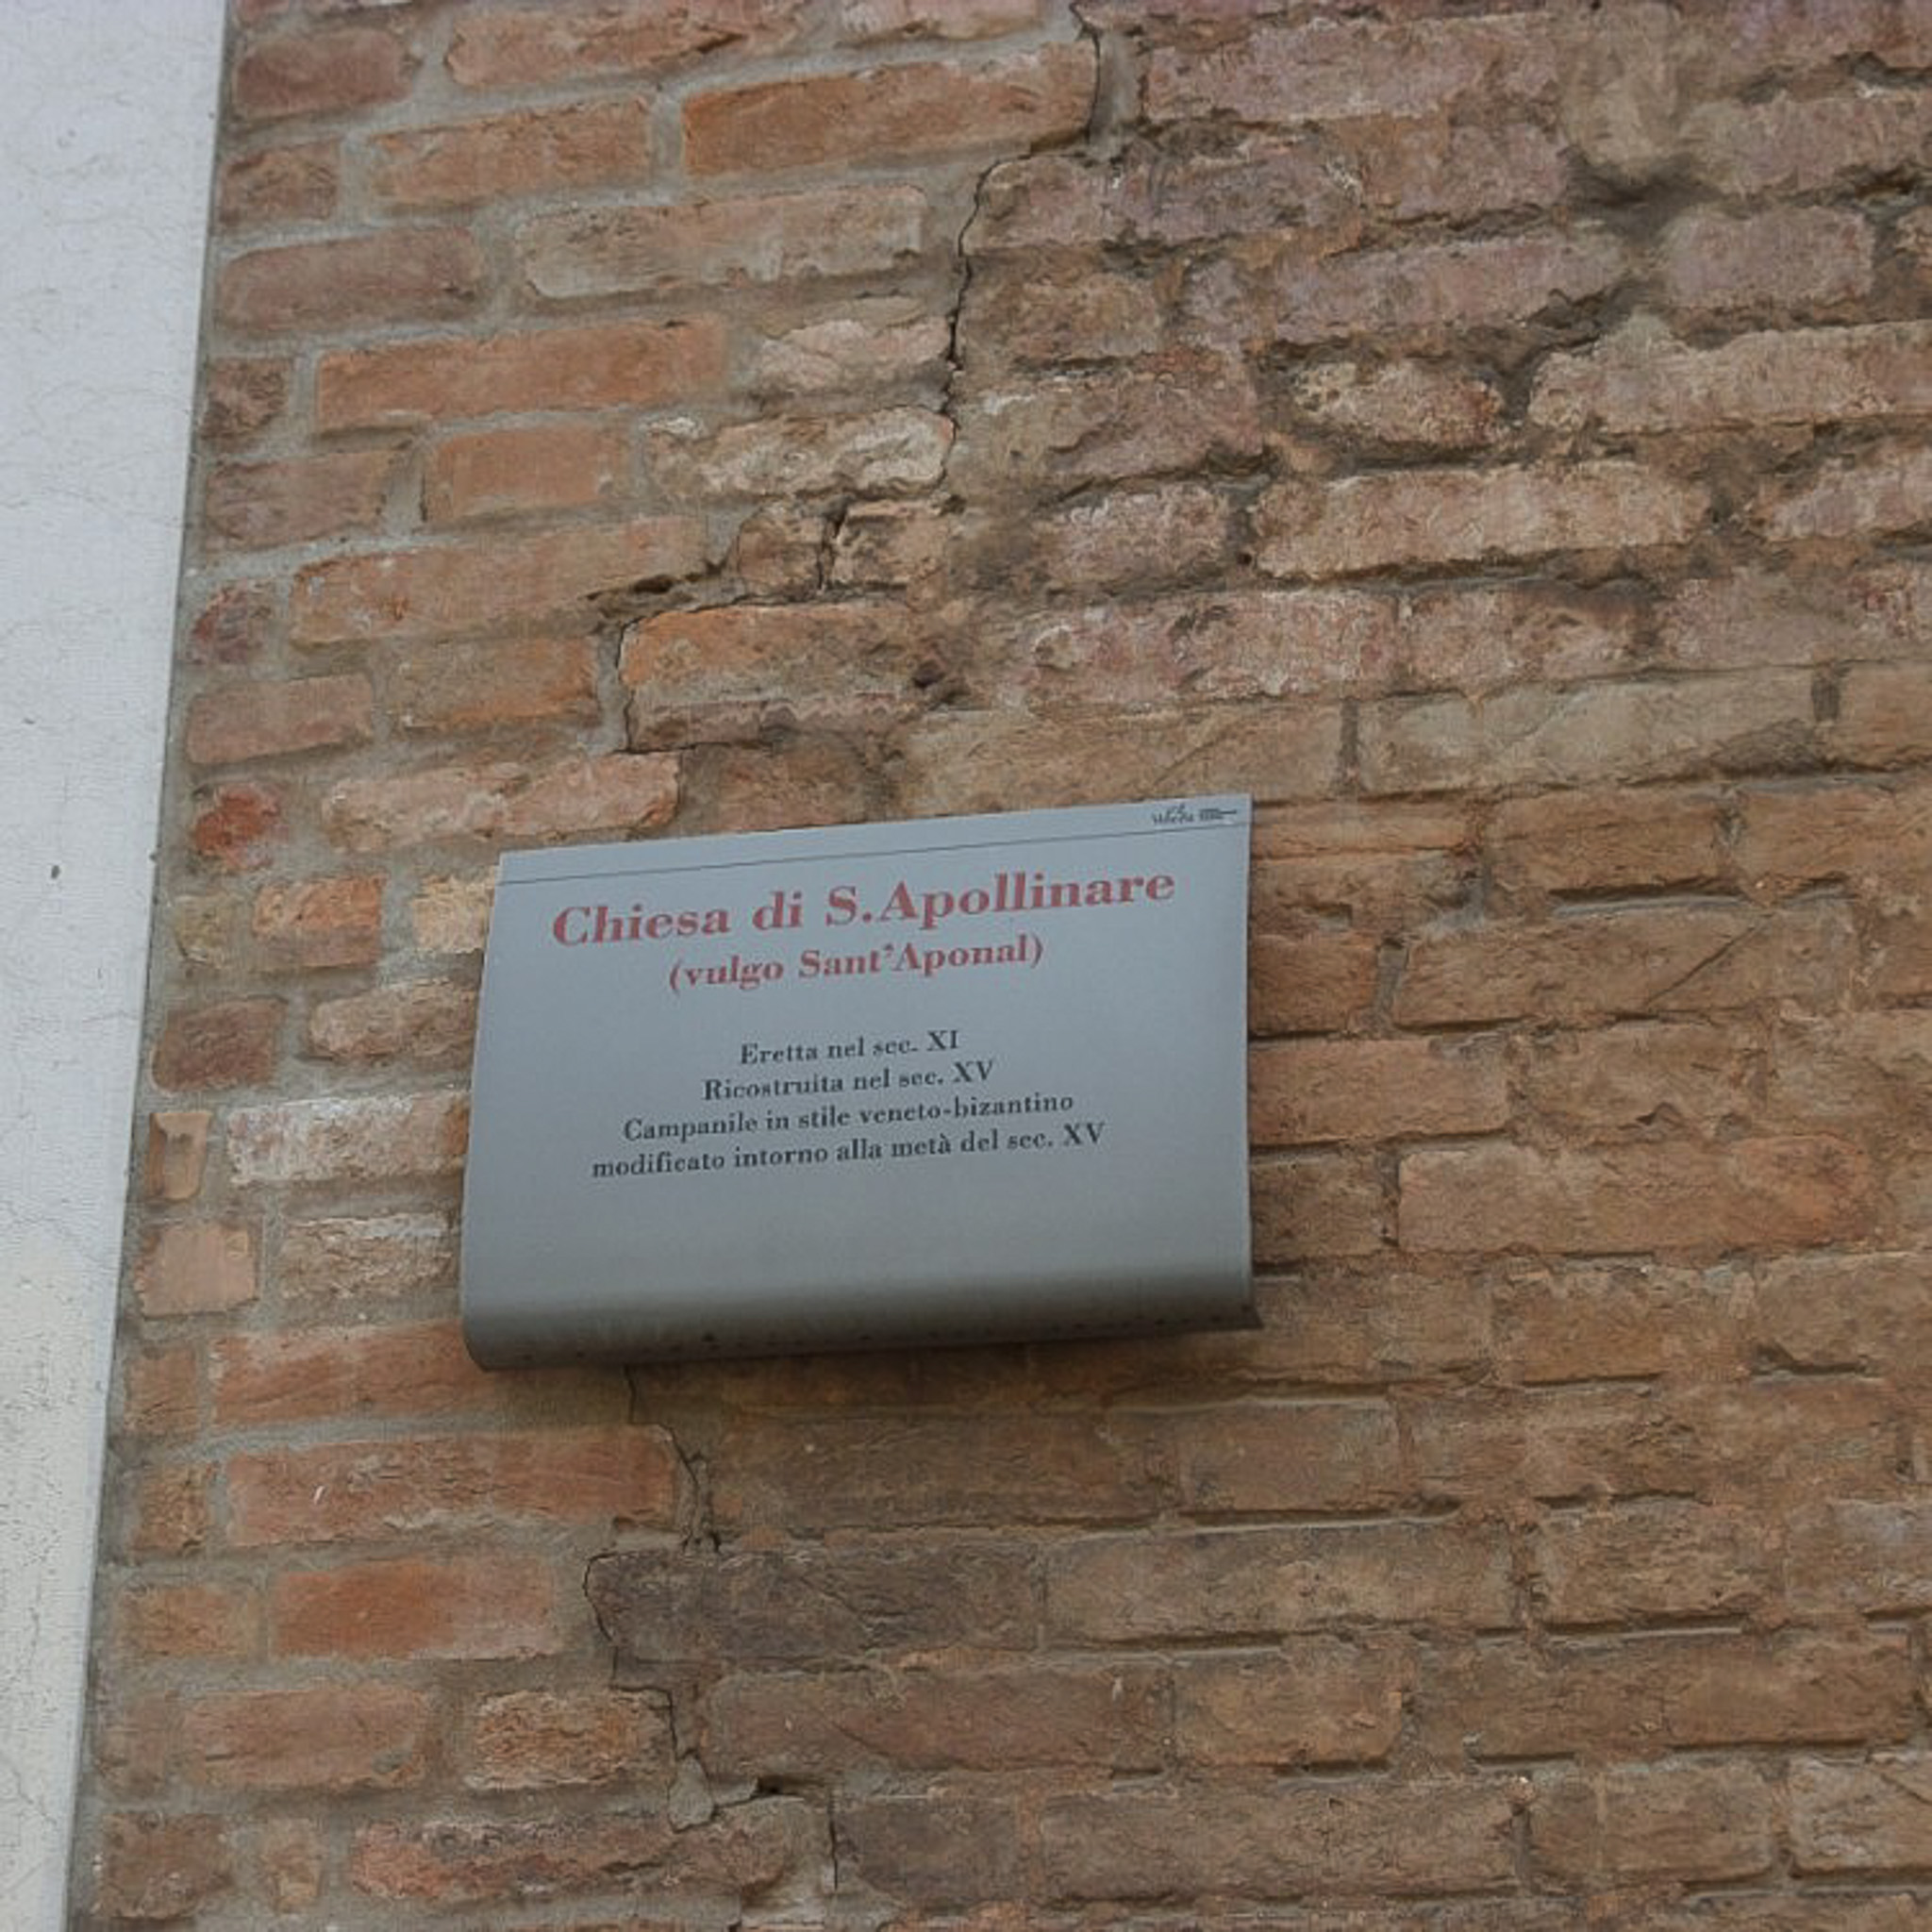 Chiesa di S.Apollinare
(vulgo Sant'Aponal)
Eretta nel sec. XI
Ricostruita nel sec. XV
Campanile in stile veneto-bizantino
modificato intorno alla metà del sec. XV